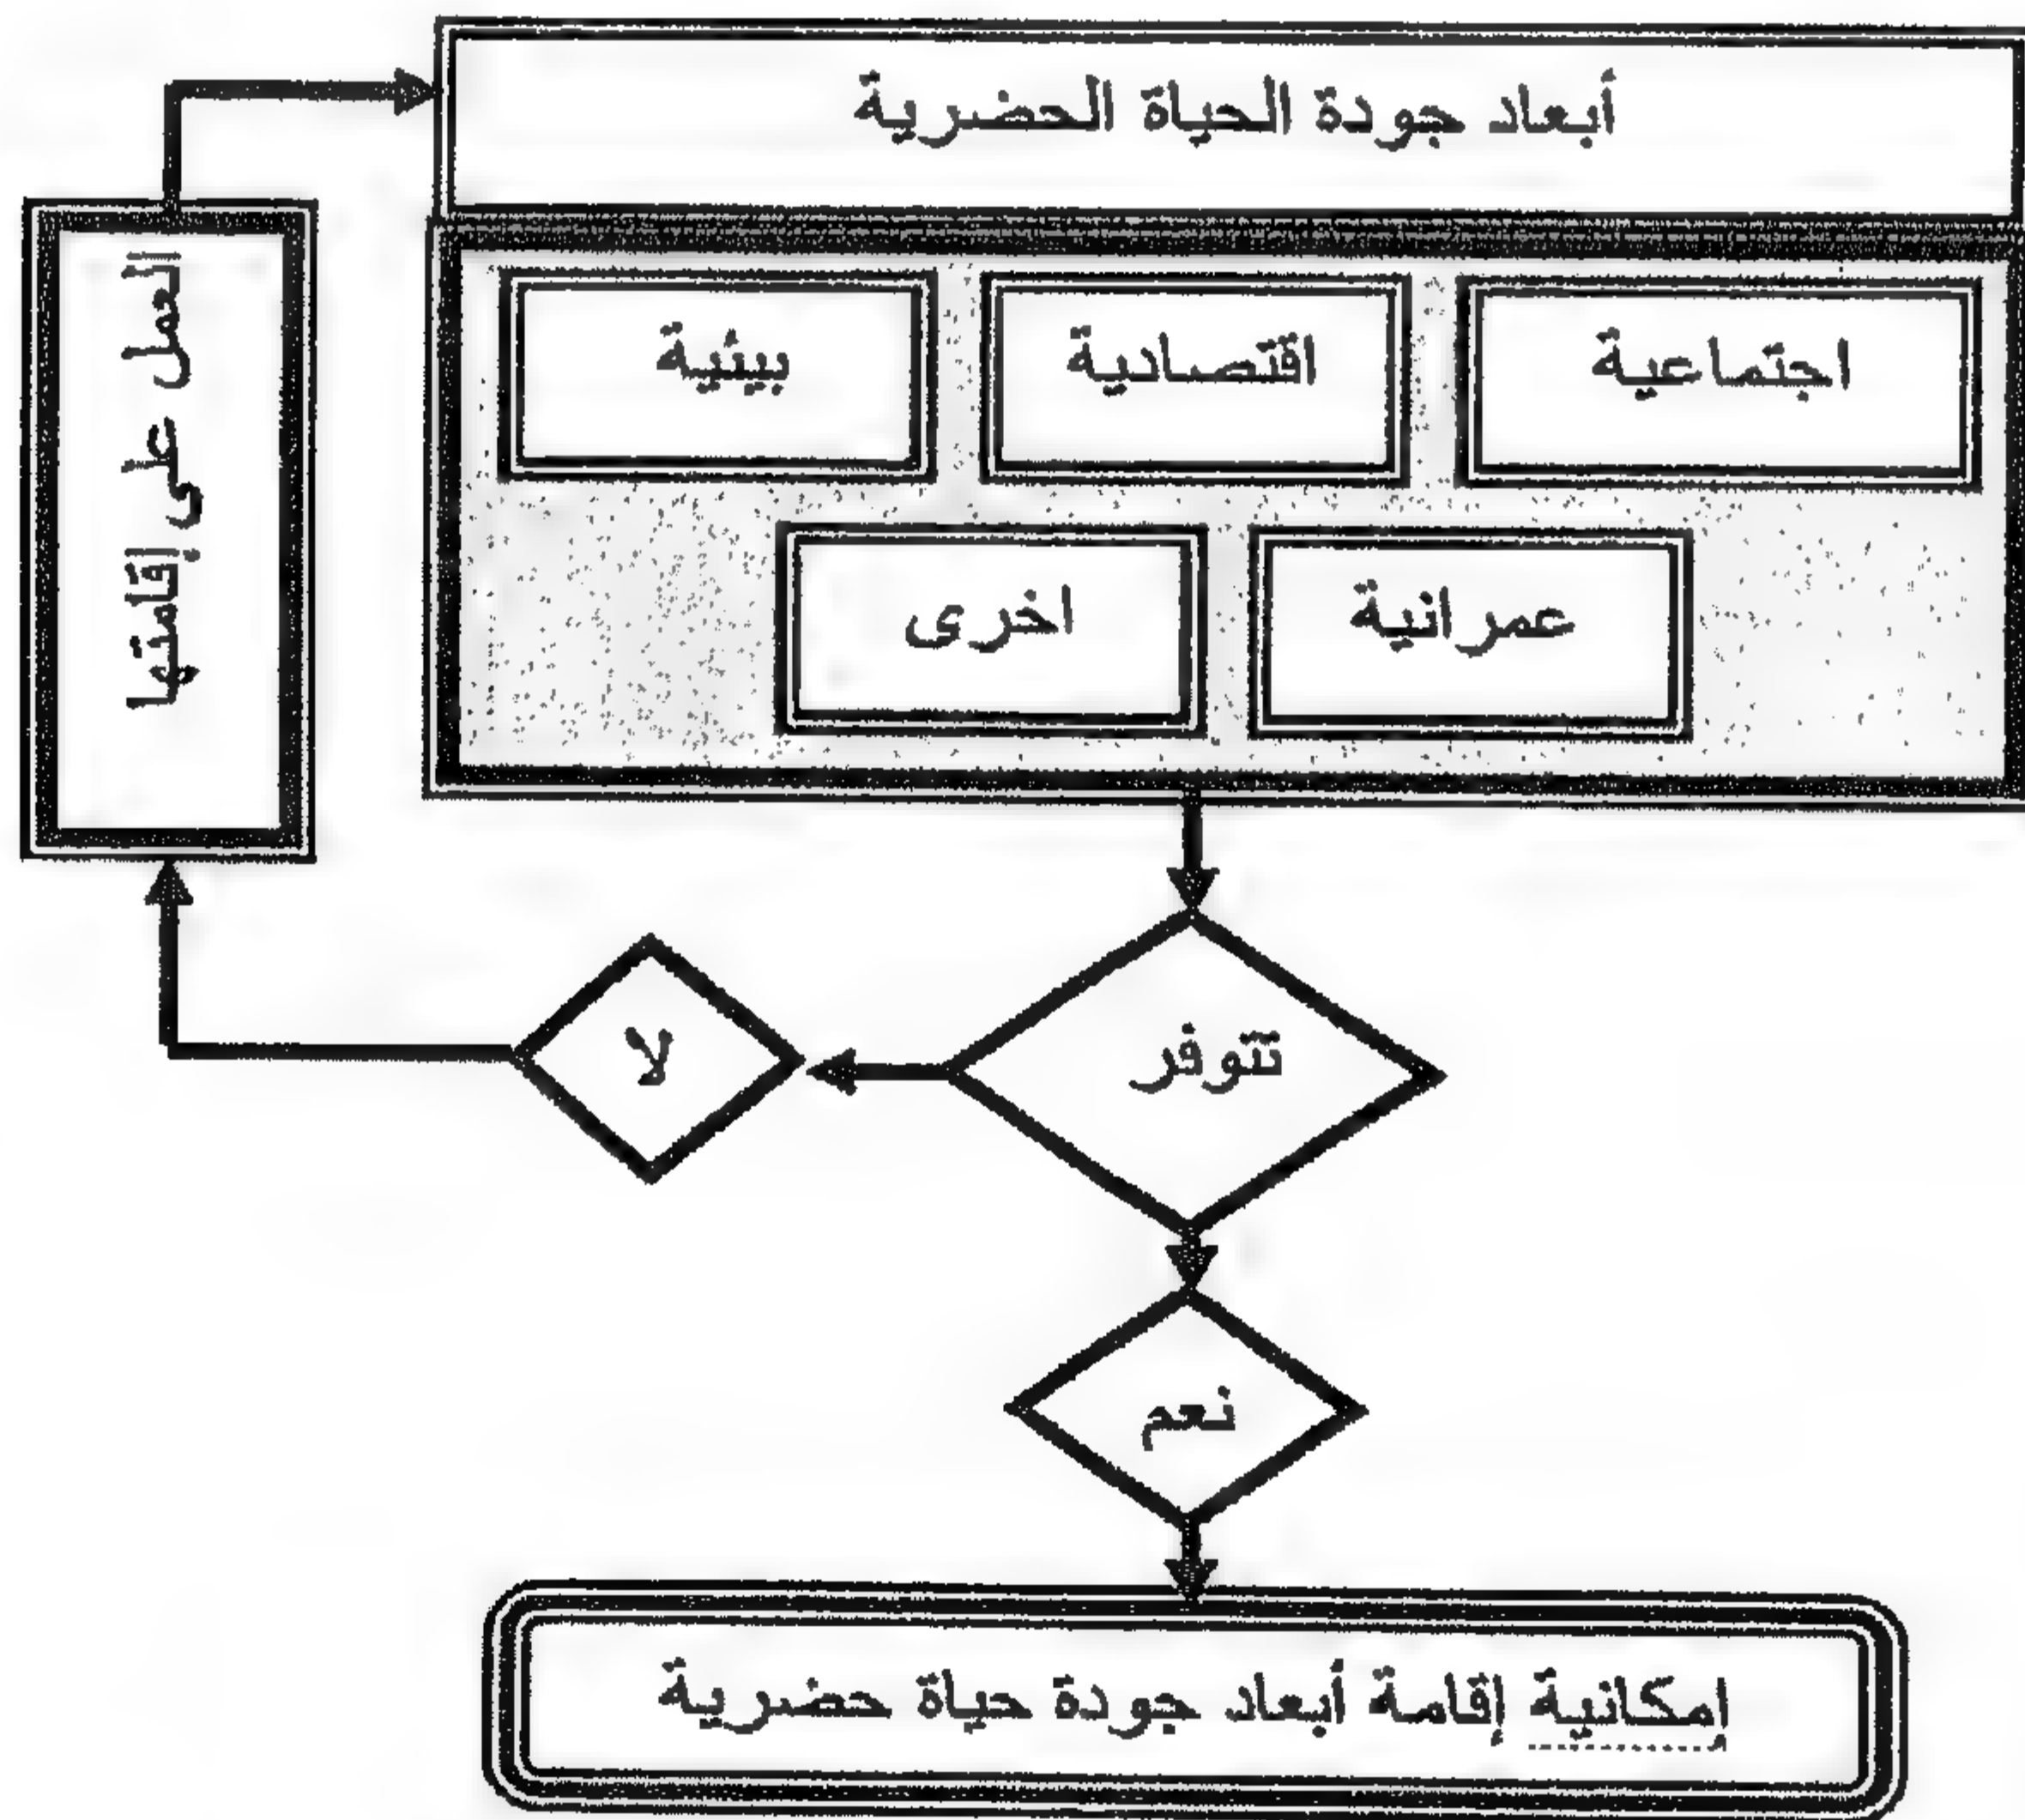 أبعاد جودة الحياة الحضرية
اجتماعية
اقتصادية
بيئية
عمرانية
اخرى
العمل على إقامتها
تتوفر
لا
نعم
إمكانية إقامة أبعاد جودة حياة حضرية